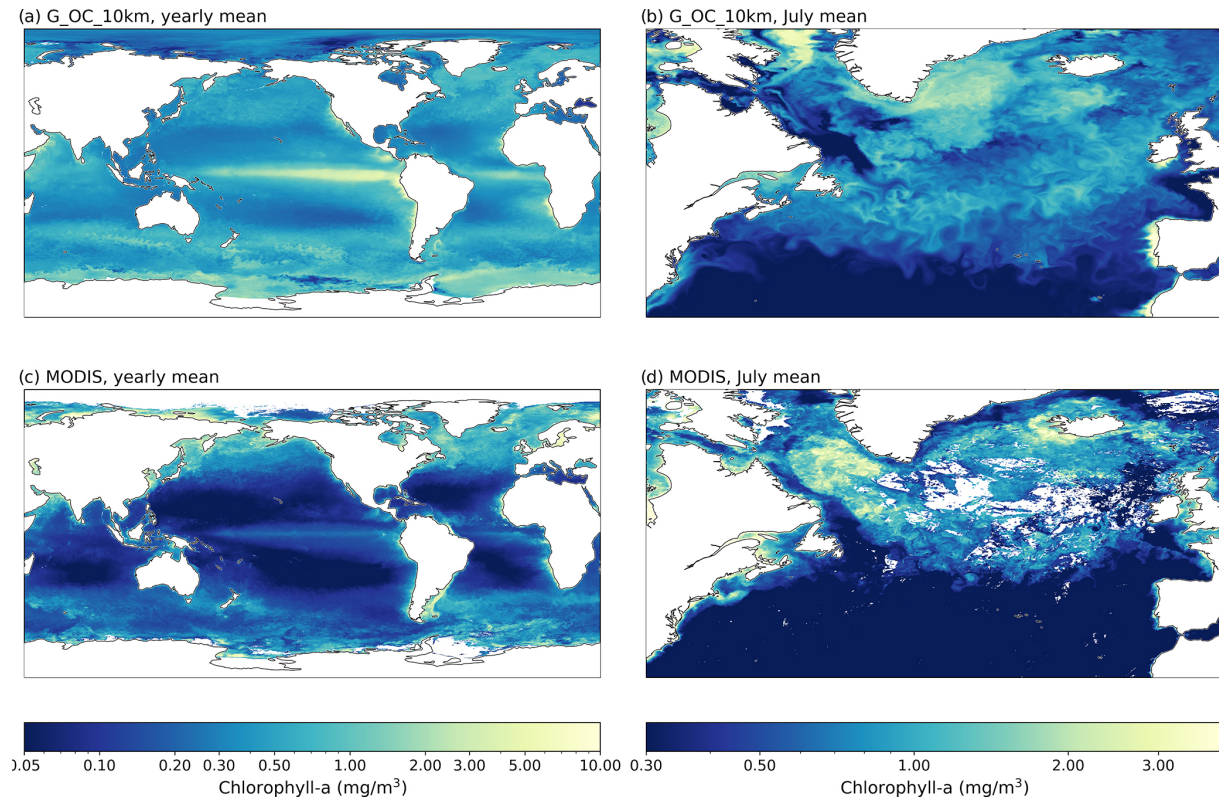 (a) G_OC_10km, yearly mean
(b) G_OC_10km, July mean
(c) MODIS, yearly mean
(d) MODIS, July mean
0.05 0.10 0.20 0.30 0.50 1.00 2.00 3.00 5.00 10.00
Chlorophyll-a (mg/m³)
0.30 0.50 1.00 2.00 3.00
Chlorophyll-a (mg/m³)